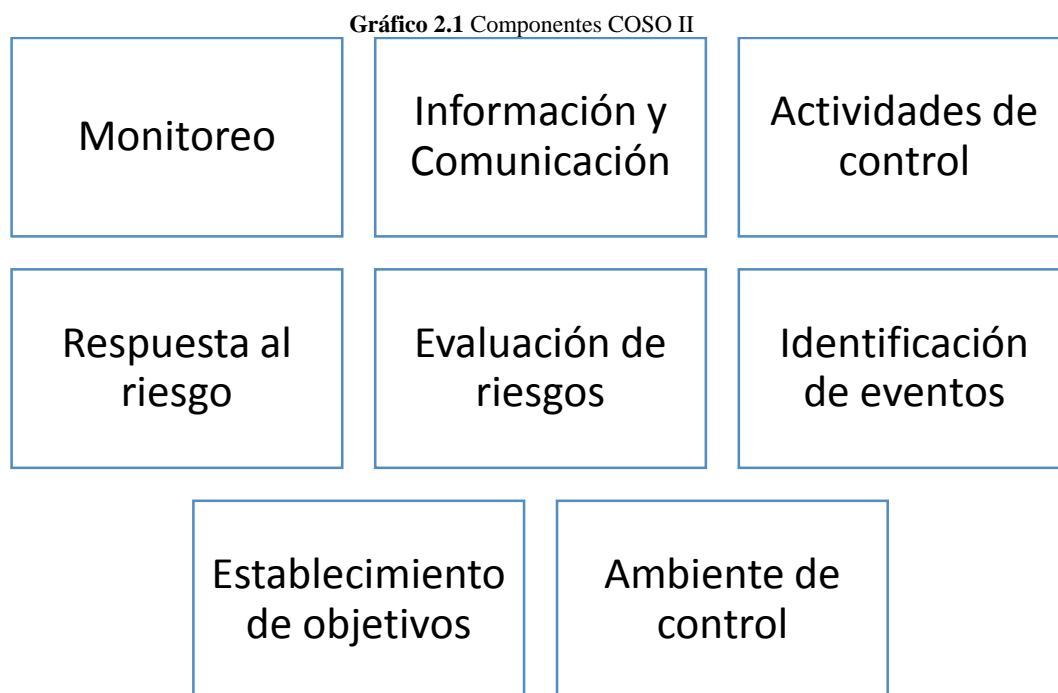 Gráfico 2.1 Componentes COSO II
Monitoreo
Información y
Comunicación
Actividades de
control
Respuesta al
riesgo
Evaluación de
riesgos
Identificación
de eventos
Establecimiento
de objetivos
Ambiente de
control